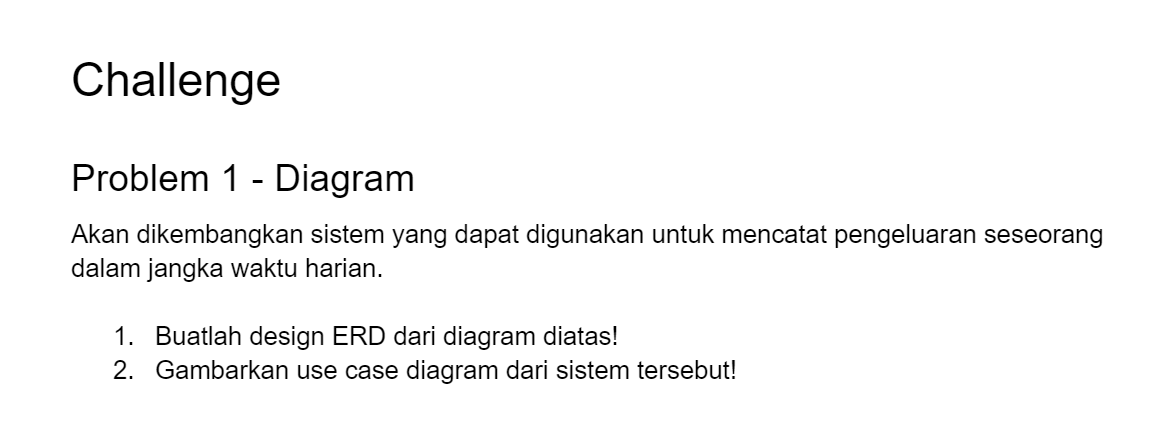 Challenge
Problem 1 - Diagram
Akan dikembangkan sistem yang dapat digunakan untuk mencatat pengeluaran seseorang
dalam jangka waktu harian.
1. Buatlah design ERD dari diagram diatas!
2. Gambarkan use case diagram dari sistem tersebut!